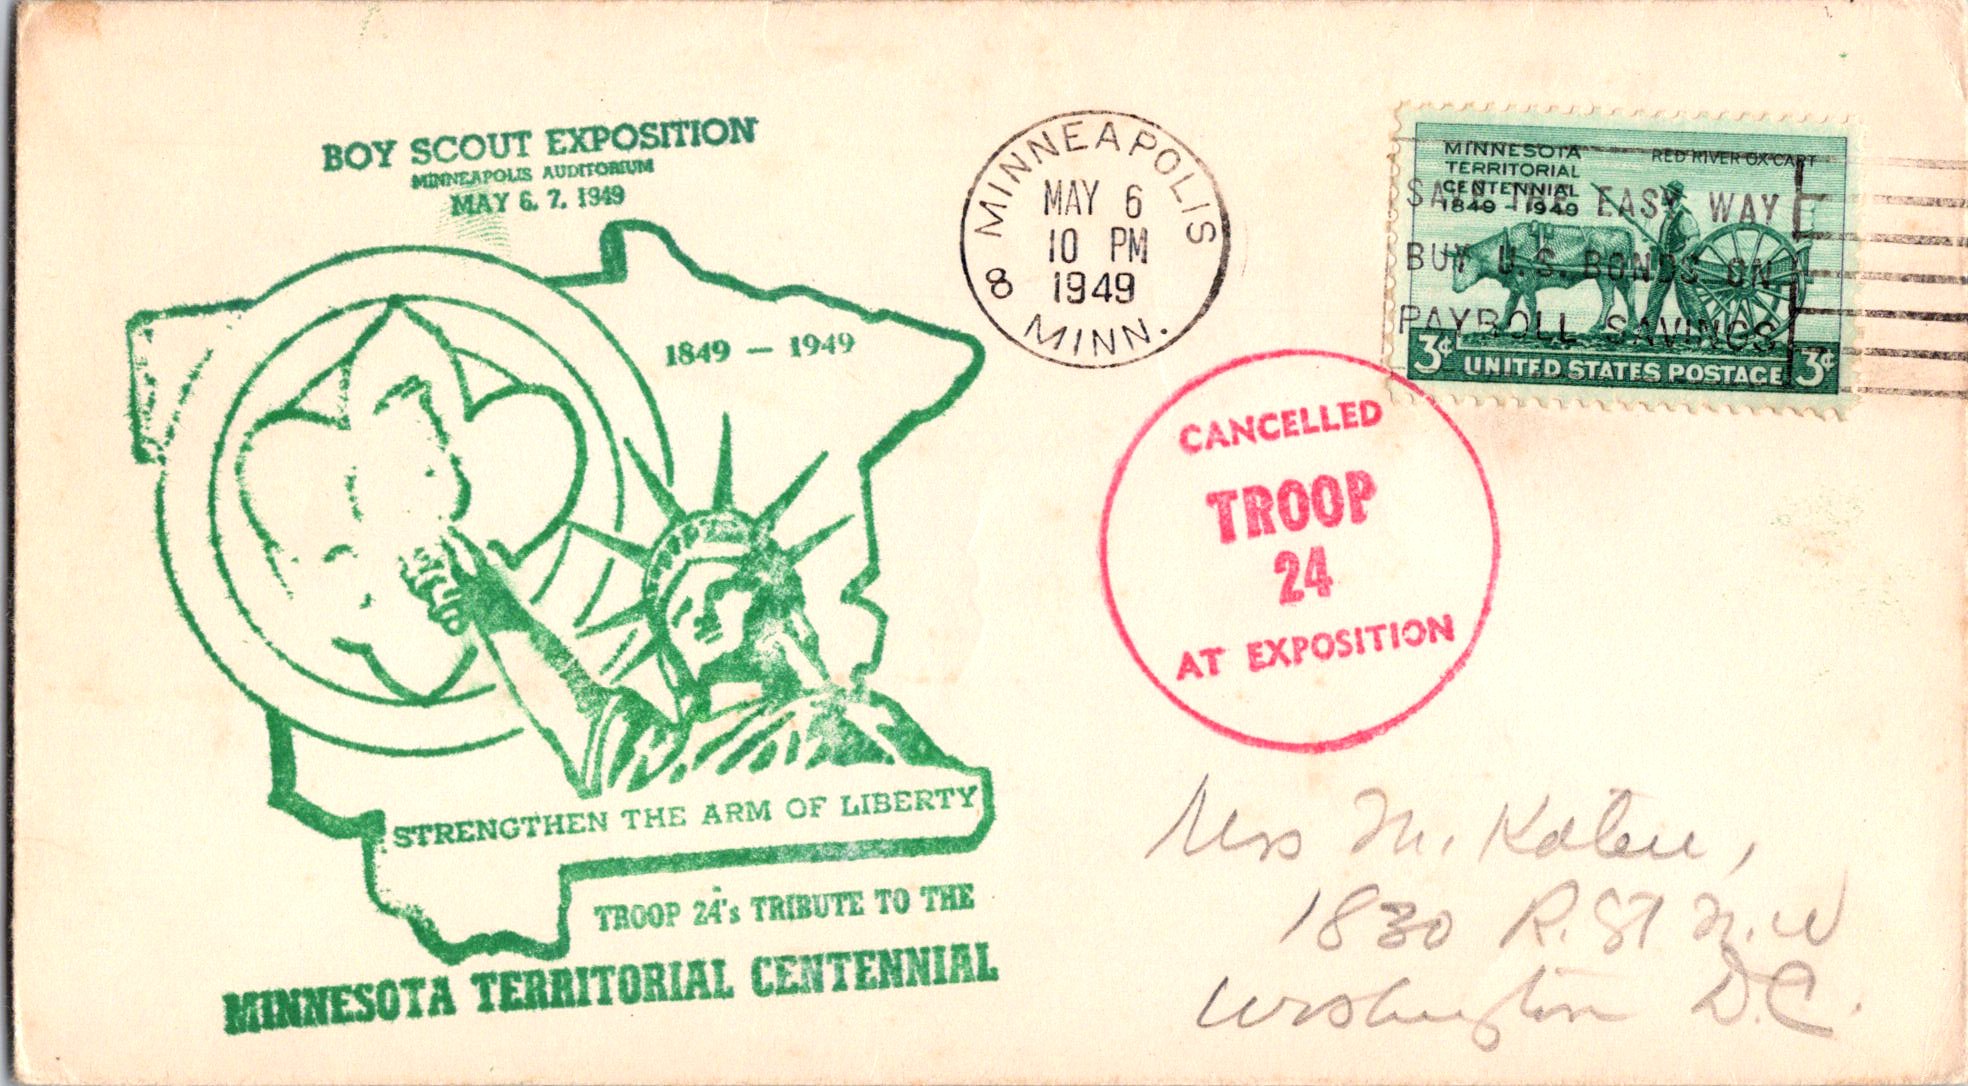 BOY SCOUT EXPOSITION
MINNEAPOLIS AUDITORIUM
MAY 6, 7, 1949
1849 — 1949
STRENGTHEN THE ARM OF LIBERTY
TROOP 24's TRIBUTE TO THE
MINNESOTA TERRITORIAL CENTENNIAL
MINNEAPOLIS
MAY 6
10 PM
1949
8 MINN.
MINNESOTA
TERRITORIAL
CENTENNIAL
1849 - 1949
RED RIVER OX CART
SAVE THE EASY WAY
BUY U.S. BONDS ON
PAYROLL SAVINGS
3¢ UNITED STATES POSTAGE 3¢
CANCELLED
TROOP
24
AT EXPOSITION
M.
1830 R. ST N.W
Washington D.C.